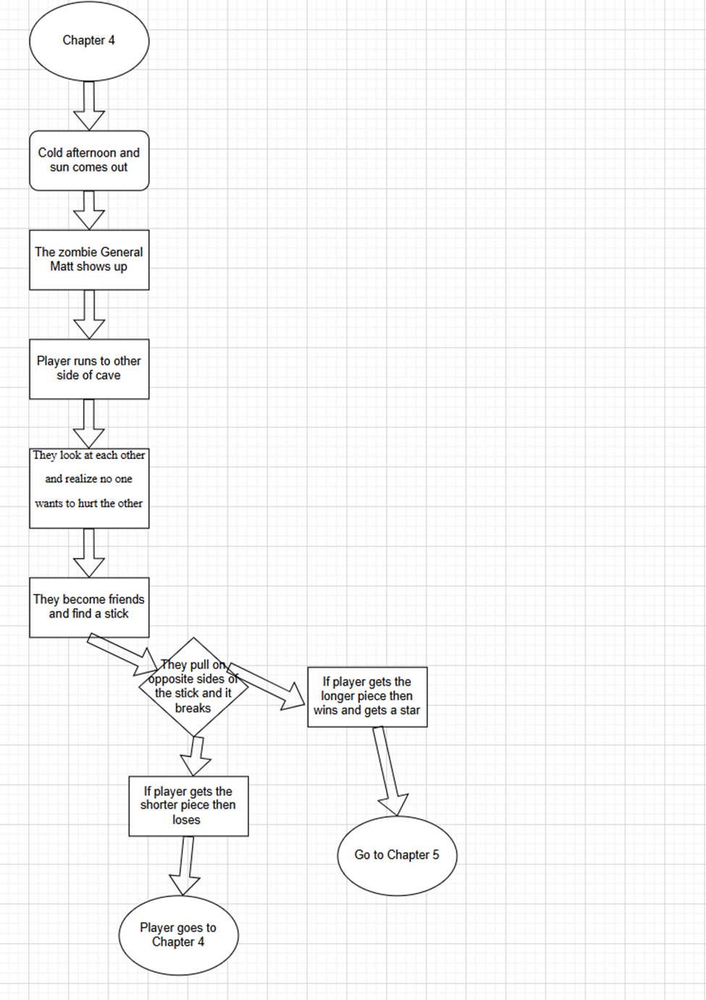 Chapter 4
Cold afternoon and
sun comes out
The zombie General
Matt shows up
Player runs to other
side of cave
They look at each other
and realize no one
wants to hurt the other
They become friends
and find a stick
They pull on
opposite sides of
the stick and it
breaks
If player gets the
longer piece then
wins and gets a star
If player gets the
shorter piece then
loses
Go to Chapter 5
Player goes to
Chapter 4